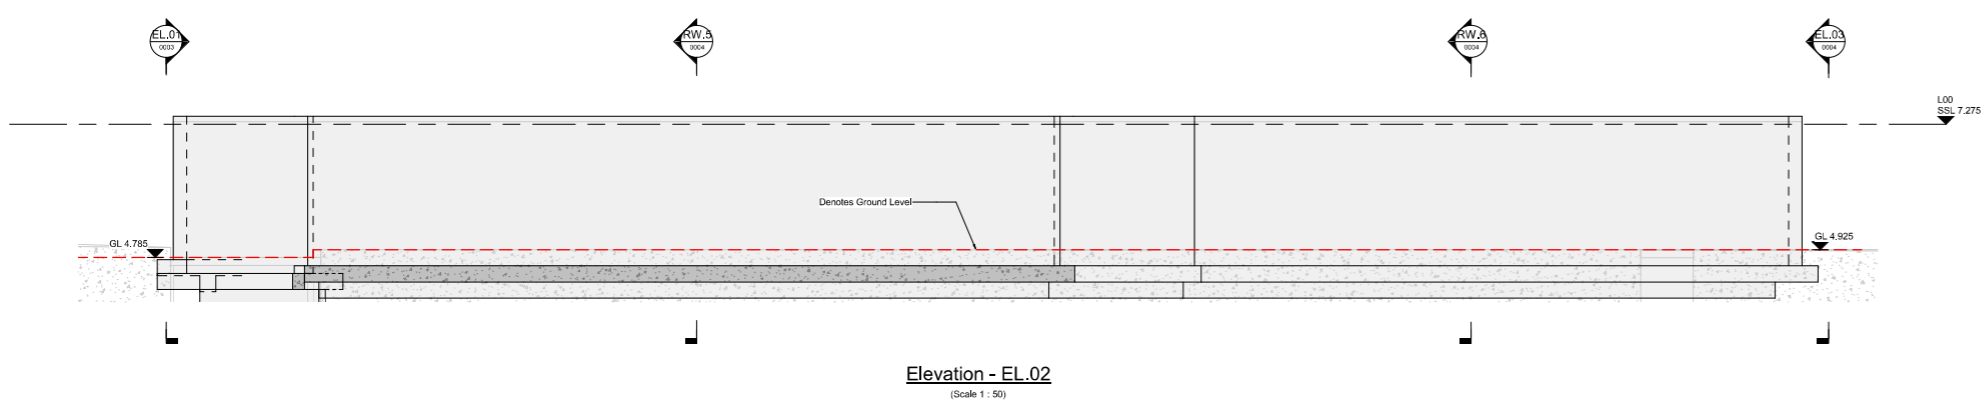 EL.01
0003
RW.5
0004
RW.6
0004
EL.03
0004
L00
SSL 7.275
Denotes Ground Level
GL 4.785
GL 4.925
Elevation - EL.02
(Scale 1 : 50)